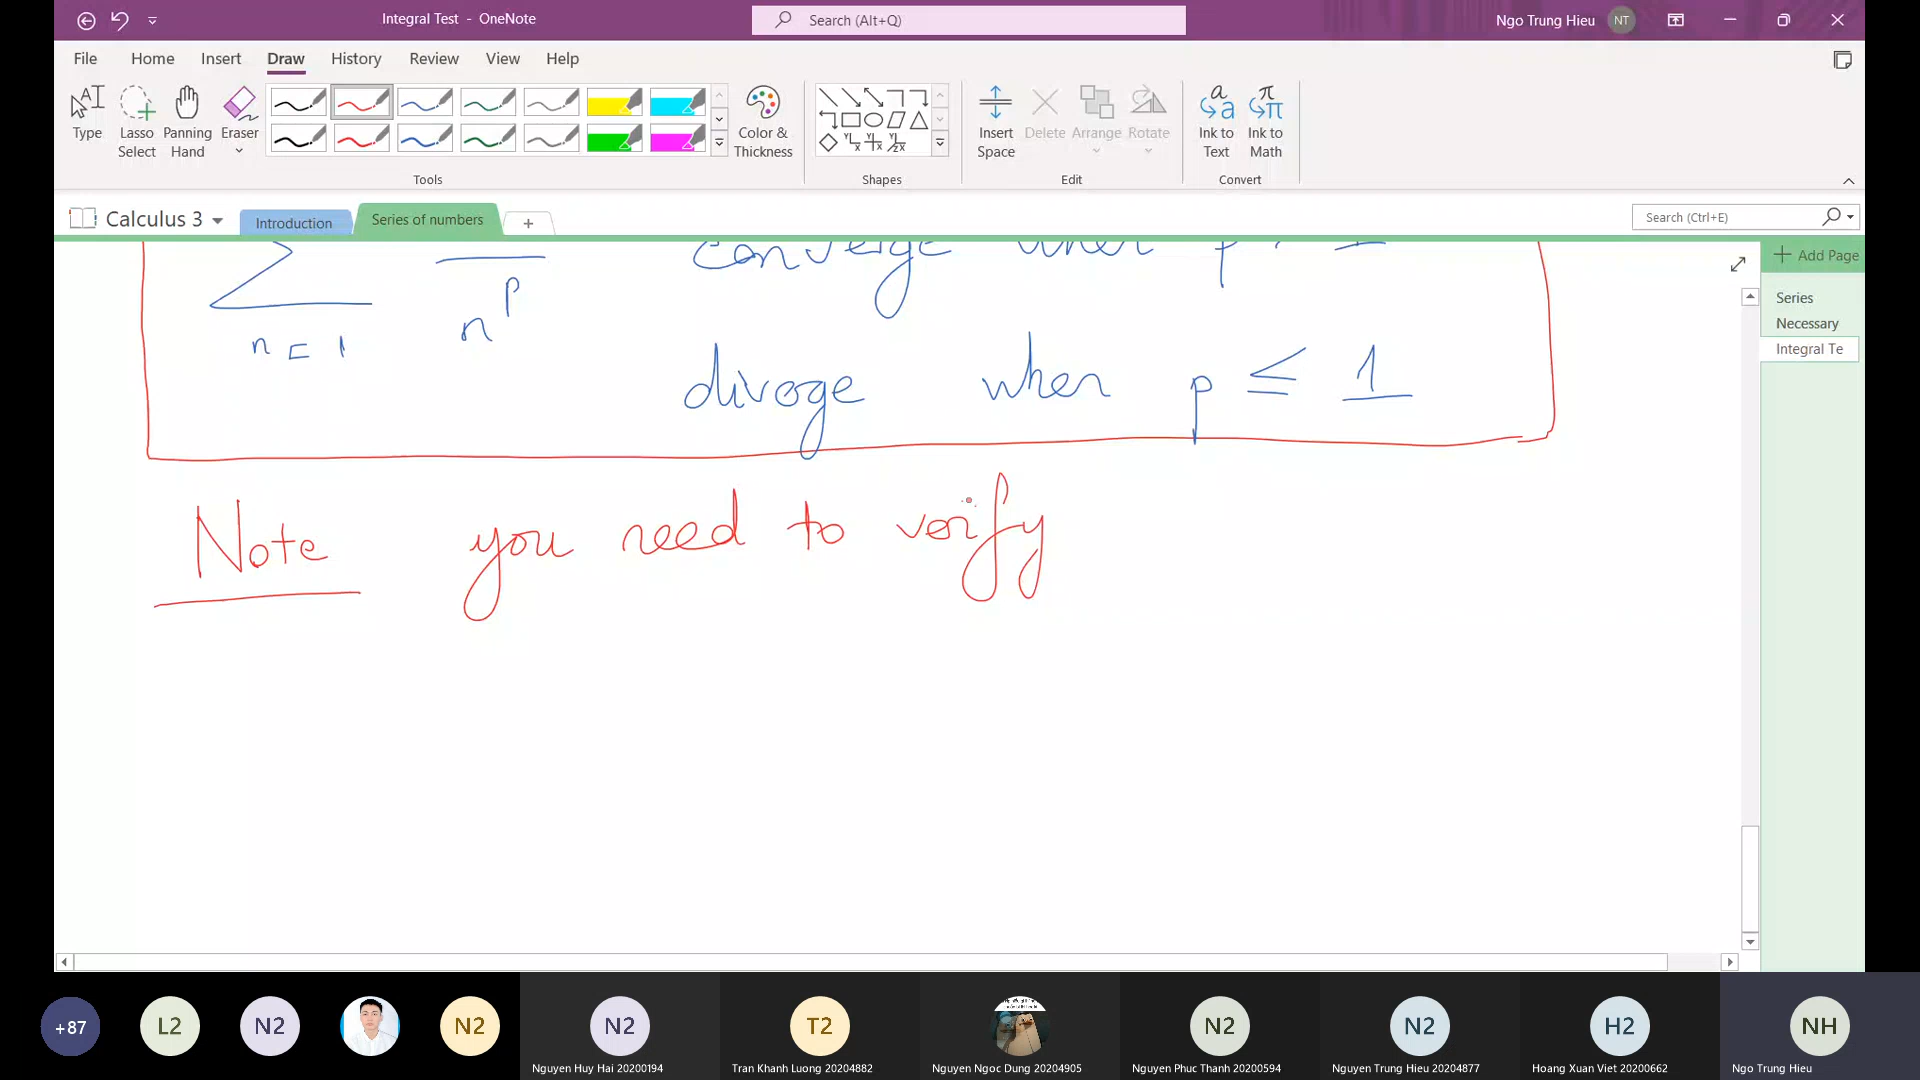 Integral Test - OneNote
Search (Alt+Q)
Ngo Trung Hieu NT
File Home Insert Draw History Review View Help
Type
Lasso Select
Panning Hand
Eraser
Color & Thickness
Insert Space
Delete
Arrange
Rotate
Ink to Text
Ink to Math
Tools
Shapes
Edit
Convert
Calculus 3
Introduction
Series of numbers
+
Search (Ctrl+E)
Add Page
Series
Necessary
Integral Te
∑ n^p converge when p
n = 1
divege when p ≤ 1
Note you need to verify
+87
L2
N2
N2
N2
Nguyen Huy Hai 20200194
T2
Tran Khanh Luong 20204882
Nguyen Ngoc Dung 20204905
N2
Nguyen Phuc Thanh 20200594
N2
Nguyen Trung Hieu 20204877
H2
Hoang Xuan Viet 20200662
NH
Ngo Trung Hieu